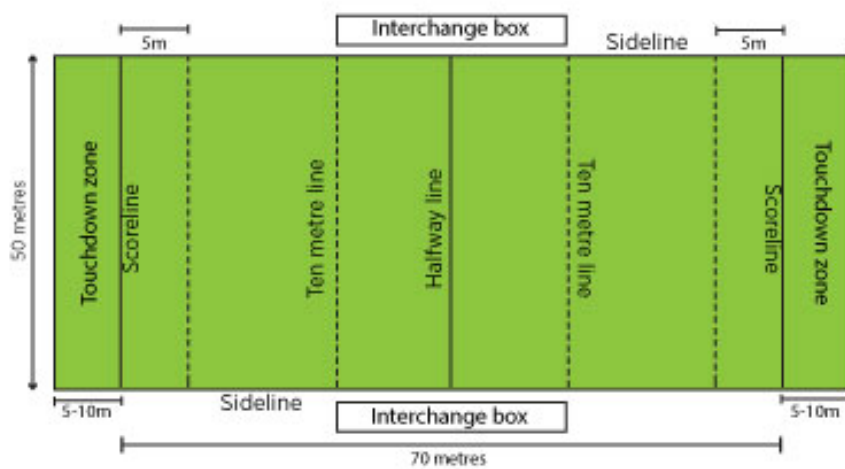 Interchange box
5m
Sideline
5m
50 metres
Touchdown zone
Scoreline
Ten metre line
Halfway line
Ten metre line
Scoreline
Touchdown zone
5-10m
Sideline
Interchange box
5-10m
70 metres